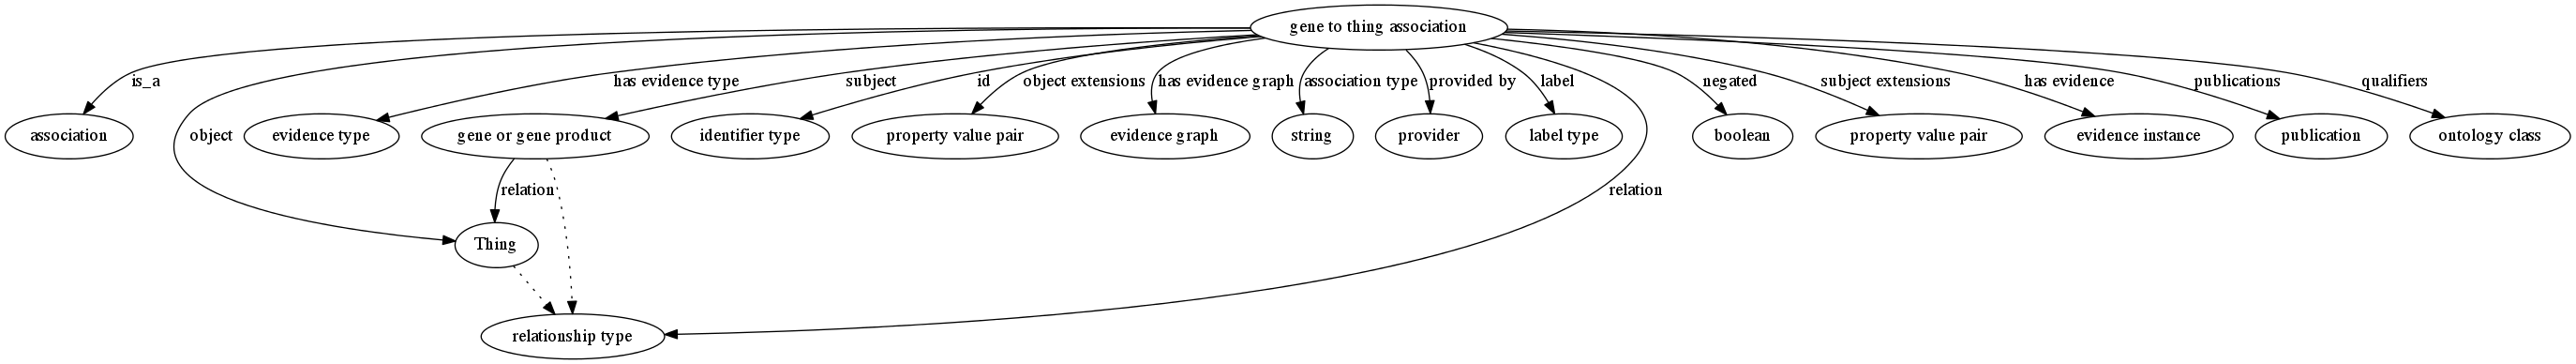 gene to thing association
is_a
has evidence type
subject
id
object extensions
has evidence graph
association type
provided by
label
negated
subject extensions
has evidence
publications
qualifiers
association
object
evidence type
gene or gene product
identifier type
property value pair
evidence graph
string
provider
label type
boolean
property value pair
evidence instance
publication
ontology class
relation
relation
Thing
relationship type